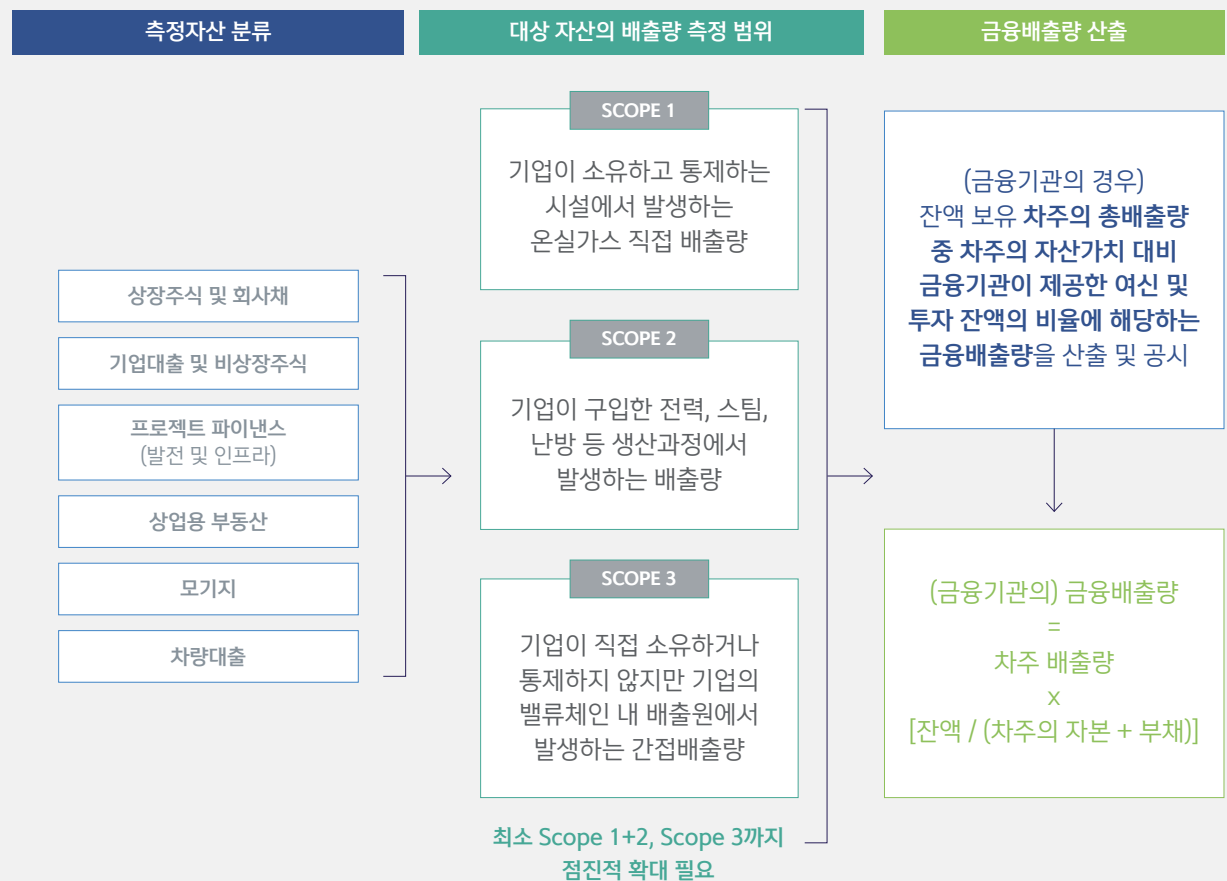 측정자산 분류
대상 자산의 배출량 측정 범위
금융배출량 산출
상장주식 및 회사채
기업대출 및 비상장주식
프로젝트 파이낸스
(발전 및 인프라)
상업용 부동산
모기지
차량대출
SCOPE 1
기업이 소유하고 통제하는
시설에서 발생하는
온실가스 직접 배출량
SCOPE 2
기업이 구입한 전력, 스팀,
난방 등 생산과정에서
발생하는 배출량
SCOPE 3
기업이 직접 소유하거나
통제하지 않지만 기업의
밸류체인 내 배출원에서
발생하는 간접배출량
최소 Scope 1+2, Scope 3까지
점진적 확대 필요
(금융기관의 경우)
잔액 보유 차주의 총배출량
중 차주의 자산가치 대비
금융기관이 제공한 여신 및
투자 잔액의 비율에 해당하는
금융배출량을 산출 및 공시
(금융기관의) 금융배출량
=
차주 배출량
x
[잔액 / (차주의 자본 + 부채)]